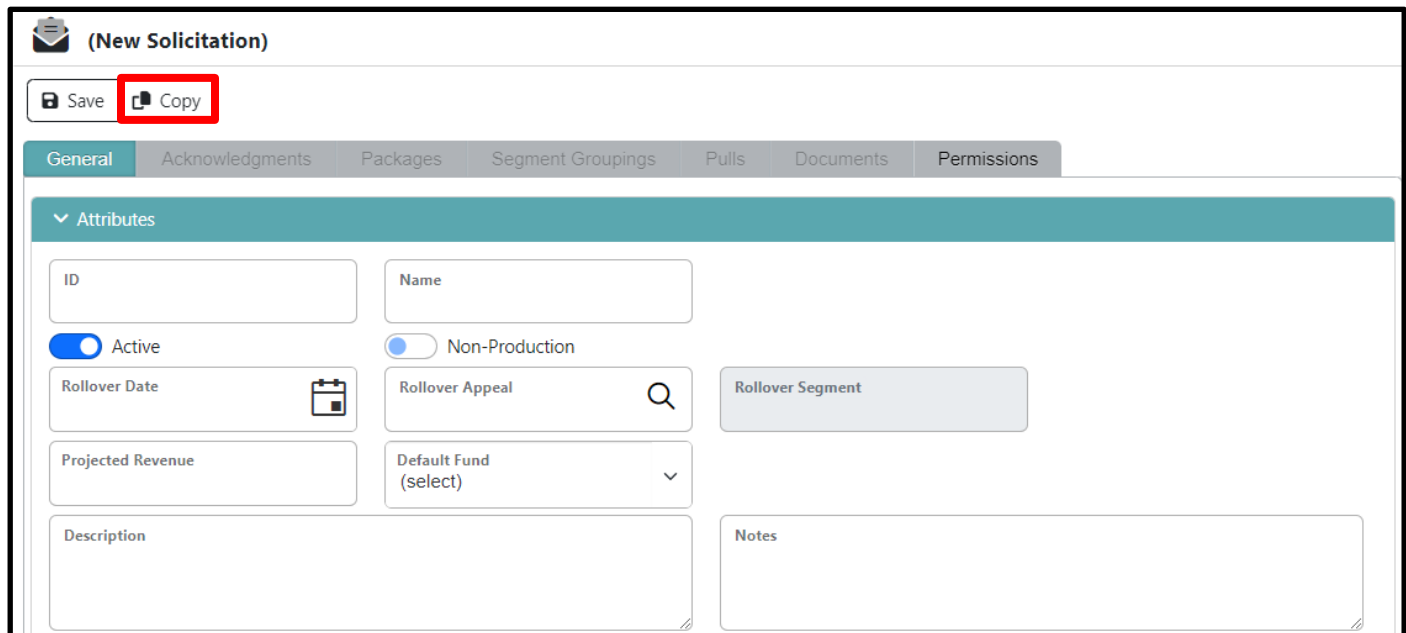 (New Solicitation)
Save Copy
General Acknowledgments Packages Segment Groupings Pulls Documents Permissions
Attributes
ID Name
Active Non-Production
Rollover Date Rollover Appeal Rollover Segment
Projected Revenue Default Fund
(select)
Description Notes